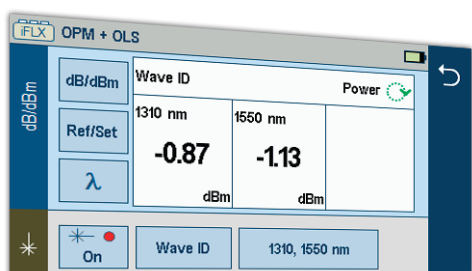 iFLX OPM + OLS
dB/dBm
dB/dBm
Wave ID
Power
Ref/Set
1310 nm
1550 nm
-0.87
-1.13
λ
dBm
dBm
On
Wave ID
1310, 1550 nm